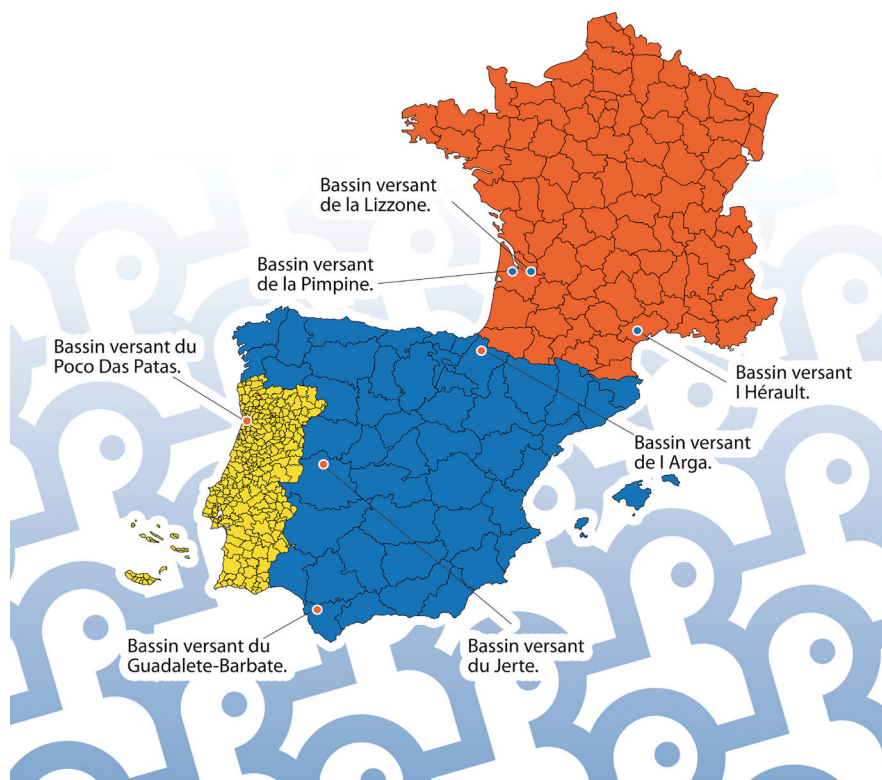 Bassin versant
de la Lizzone.
Bassin versant
de la Pimpine.
Bassin versant du
Poco Das Patas.
Bassin versant
l Hérault.
Bassin versant
de l Arga.
Bassin versant du
Guadalete-Barbate.
Bassin versant
du Jerte.